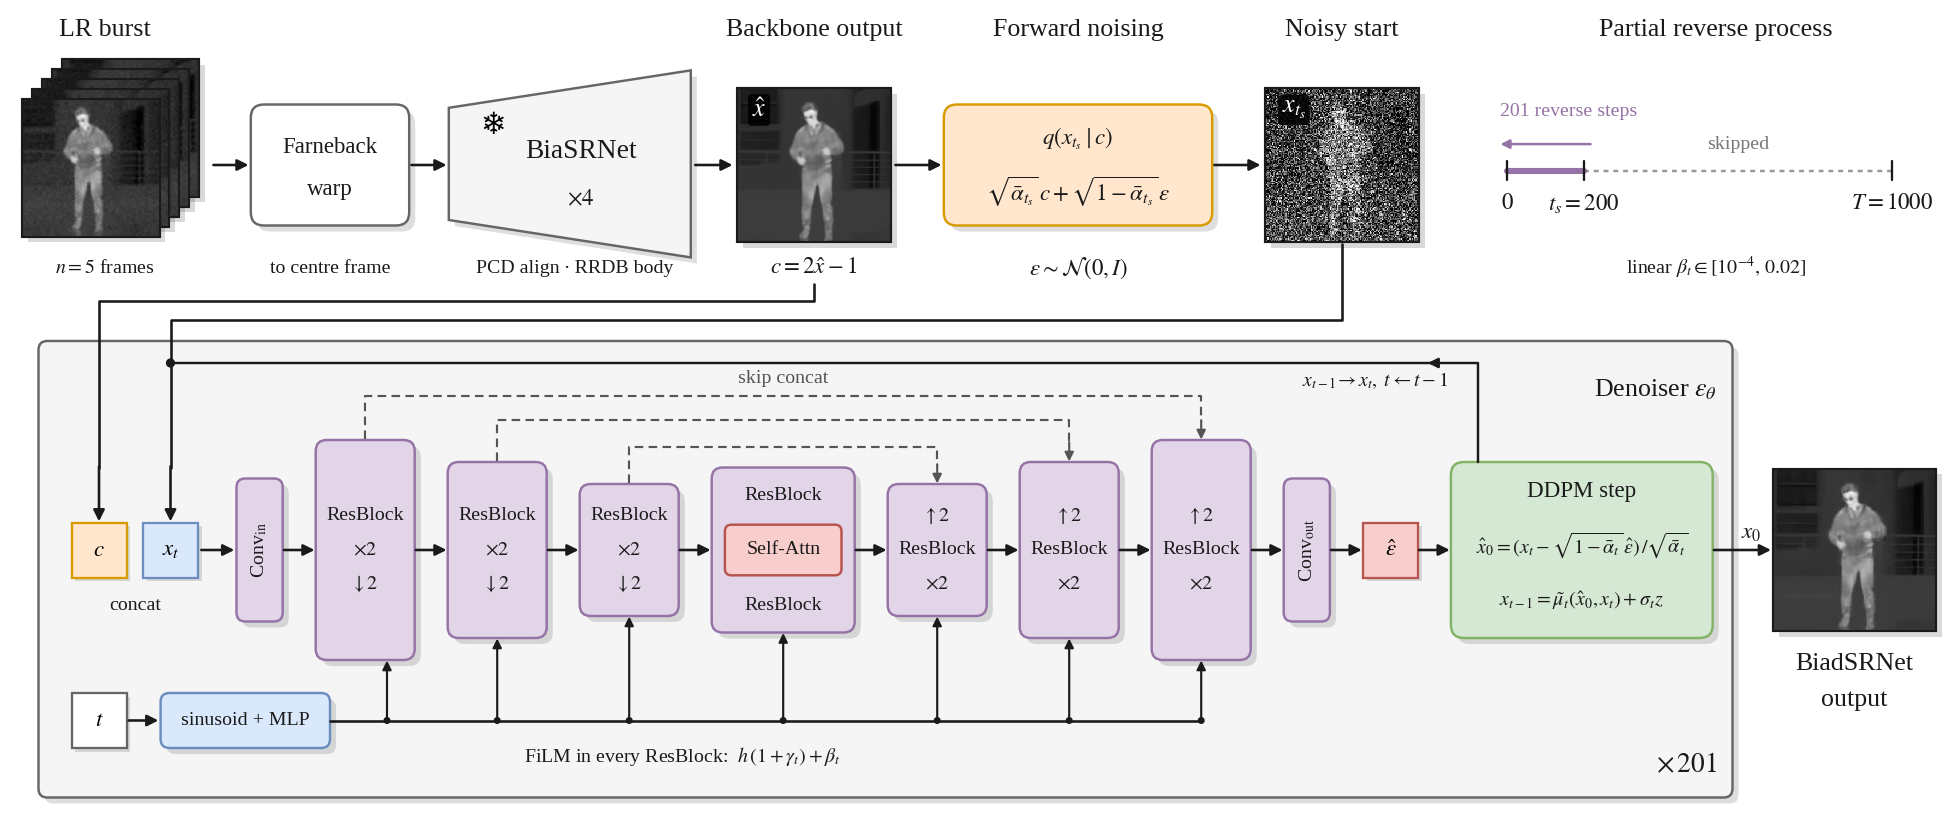 LR burst
Backbone output
Forward noising
Noisy start
Partial reverse process
Farneback
warp
❄
BiaSRNet
×4
x̂
q(x_{t_s} | c)
√ᾱ_{t_s} c + √(1 − ᾱ_{t_s}) ε
x_{t_s}
201 reverse steps
skipped
0
t_s = 200
T = 1000
n = 5 frames
to centre frame
PCD align · RRDB body
c = 2x̂ − 1
ε ∼ 𝒩(0, I)
linear β_t ∈ [10⁻⁴, 0.02]
skip concat
x_{t−1} → x_t, t ← t − 1
Denoiser ε_θ
c
x_t
concat
Conv_in
ResBlock
×2
↓2
ResBlock
×2
↓2
ResBlock
×2
↓2
ResBlock
Self-Attn
ResBlock
↑2
ResBlock
×2
↑2
ResBlock
×2
↑2
ResBlock
×2
Conv_out
ε̂
DDPM step
x̂_0 = (x_t − √(1 − ᾱ_t) ε̂)/√ᾱ_t
x_{t−1} = μ̃_t(x̂_0, x_t) + σ_t z
x_0
BiadSRNet
output
t
sinusoid + MLP
FiLM in every ResBlock: h(1 + γ_t) + β_t
×201